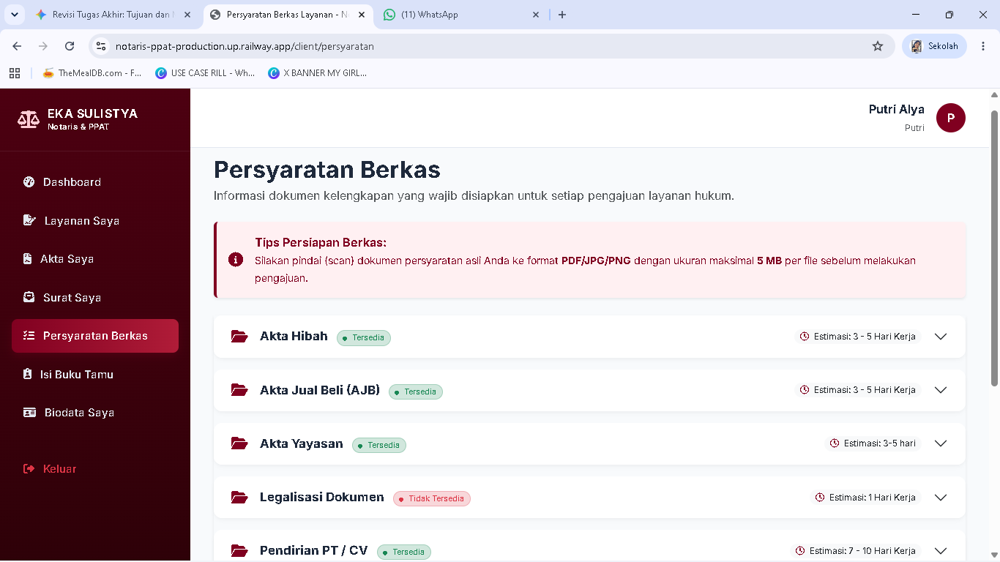 Revisi Tugas Akhir: Tujuan dan
Persyaratan Berkas Layanan - N
(11) WhatsApp
notaris-ppat-production.up.railway.app/client/persyaratan
Sekolah
TheMealDB.com - F...
USE CASE RILL - Wh...
X BANNER MY GIRL...
EKA SULISTYA
Notaris & PPAT
Putri Alya
Putri
P
Dashboard
Layanan Saya
Akta Saya
Surat Saya
Persyaratan Berkas
Isi Buku Tamu
Biodata Saya
Keluar
Persyaratan Berkas
Informasi dokumen kelengkapan yang wajib disiapkan untuk setiap pengajuan layanan hukum.
Tips Persiapan Berkas:
Silakan pindai (scan) dokumen persyaratan asli Anda ke format PDF/JPG/PNG dengan ukuran maksimal 5 MB per file sebelum melakukan
pengajuan.
Akta Hibah Tersedia Estimasi: 3 - 5 Hari Kerja
Akta Jual Beli (AJB) Tersedia Estimasi: 3 - 5 Hari Kerja
Akta Yayasan Tersedia Estimasi: 3-5 hari
Legalisasi Dokumen Tidak Tersedia Estimasi: 1 Hari Kerja
Pendirian PT / CV Tersedia Estimasi: 7 - 10 Hari Kerja